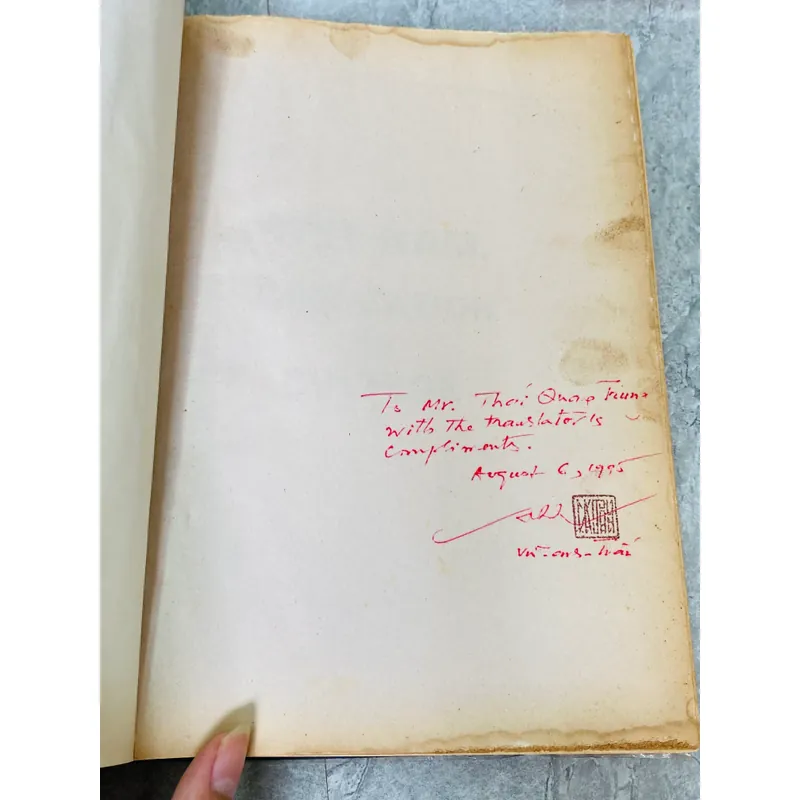 To Mr. Thái Quang Trung
with the translator's
compliments.
August 6, 1995